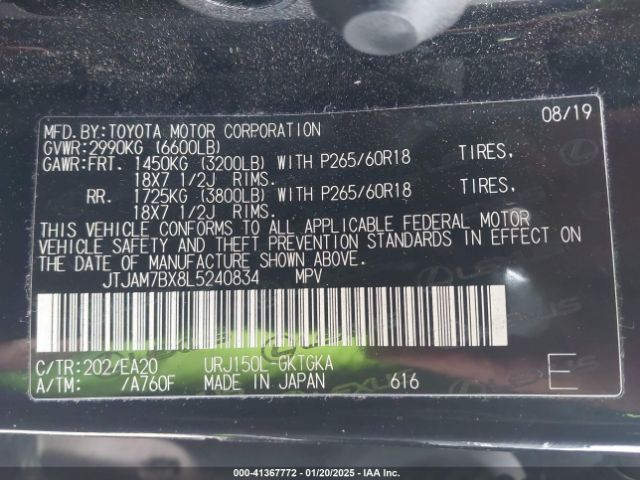 08/19
MFD.BY:TOYOTA MOTOR CORPORATION
GVWR:2990KG (6600LB)
GAWR:FRT. 1450KG (3200LB) WITH P265/60R18 TIRES,
18X7 1/2J RIMS.
RR. 1725KG (3800LB) WITH P265/60R18 TIRES,
18X7 1/2J RIMS.
THIS VEHICLE CONFORMS TO ALL APPLICABLE FEDERAL MOTOR
VEHICLE SAFETY AND THEFT PREVENTION STANDARDS IN EFFECT ON
THE DATE OF MANUFACTURE SHOWN ABOVE.
JTJAM7BX8L5240834 MPV
C/TR:202/EA20 URJ150L-GKTGKA
A/TM: /A760F MADE IN JAPAN 616 E
LEXUS
000-41367772 — 01/20/2025 — IAA Inc.